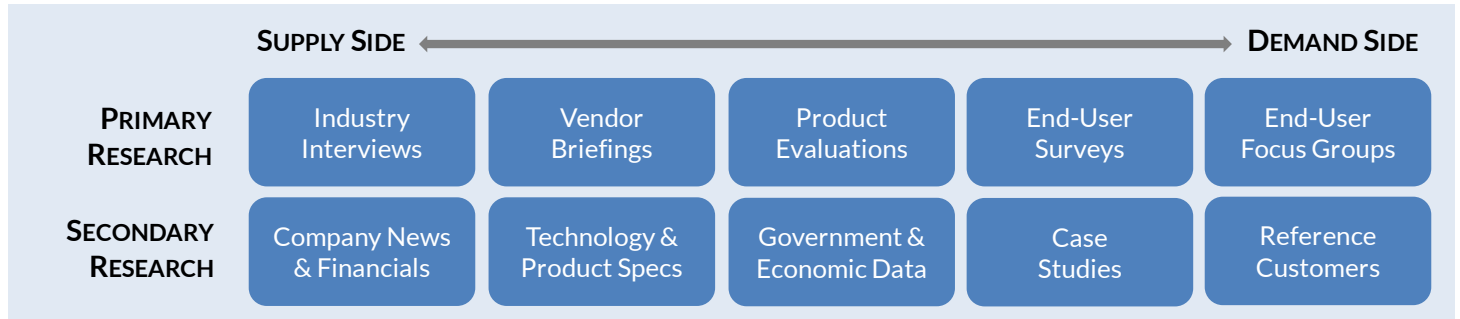 SUPPLY SIDE DEMAND SIDE
PRIMARY
RESEARCH
Industry
Interviews
Vendor
Briefings
Product
Evaluations
End-User
Surveys
End-User
Focus Groups
SECONDARY
RESEARCH
Company News
& Financials
Technology &
Product Specs
Government &
Economic Data
Case
Studies
Reference
Customers